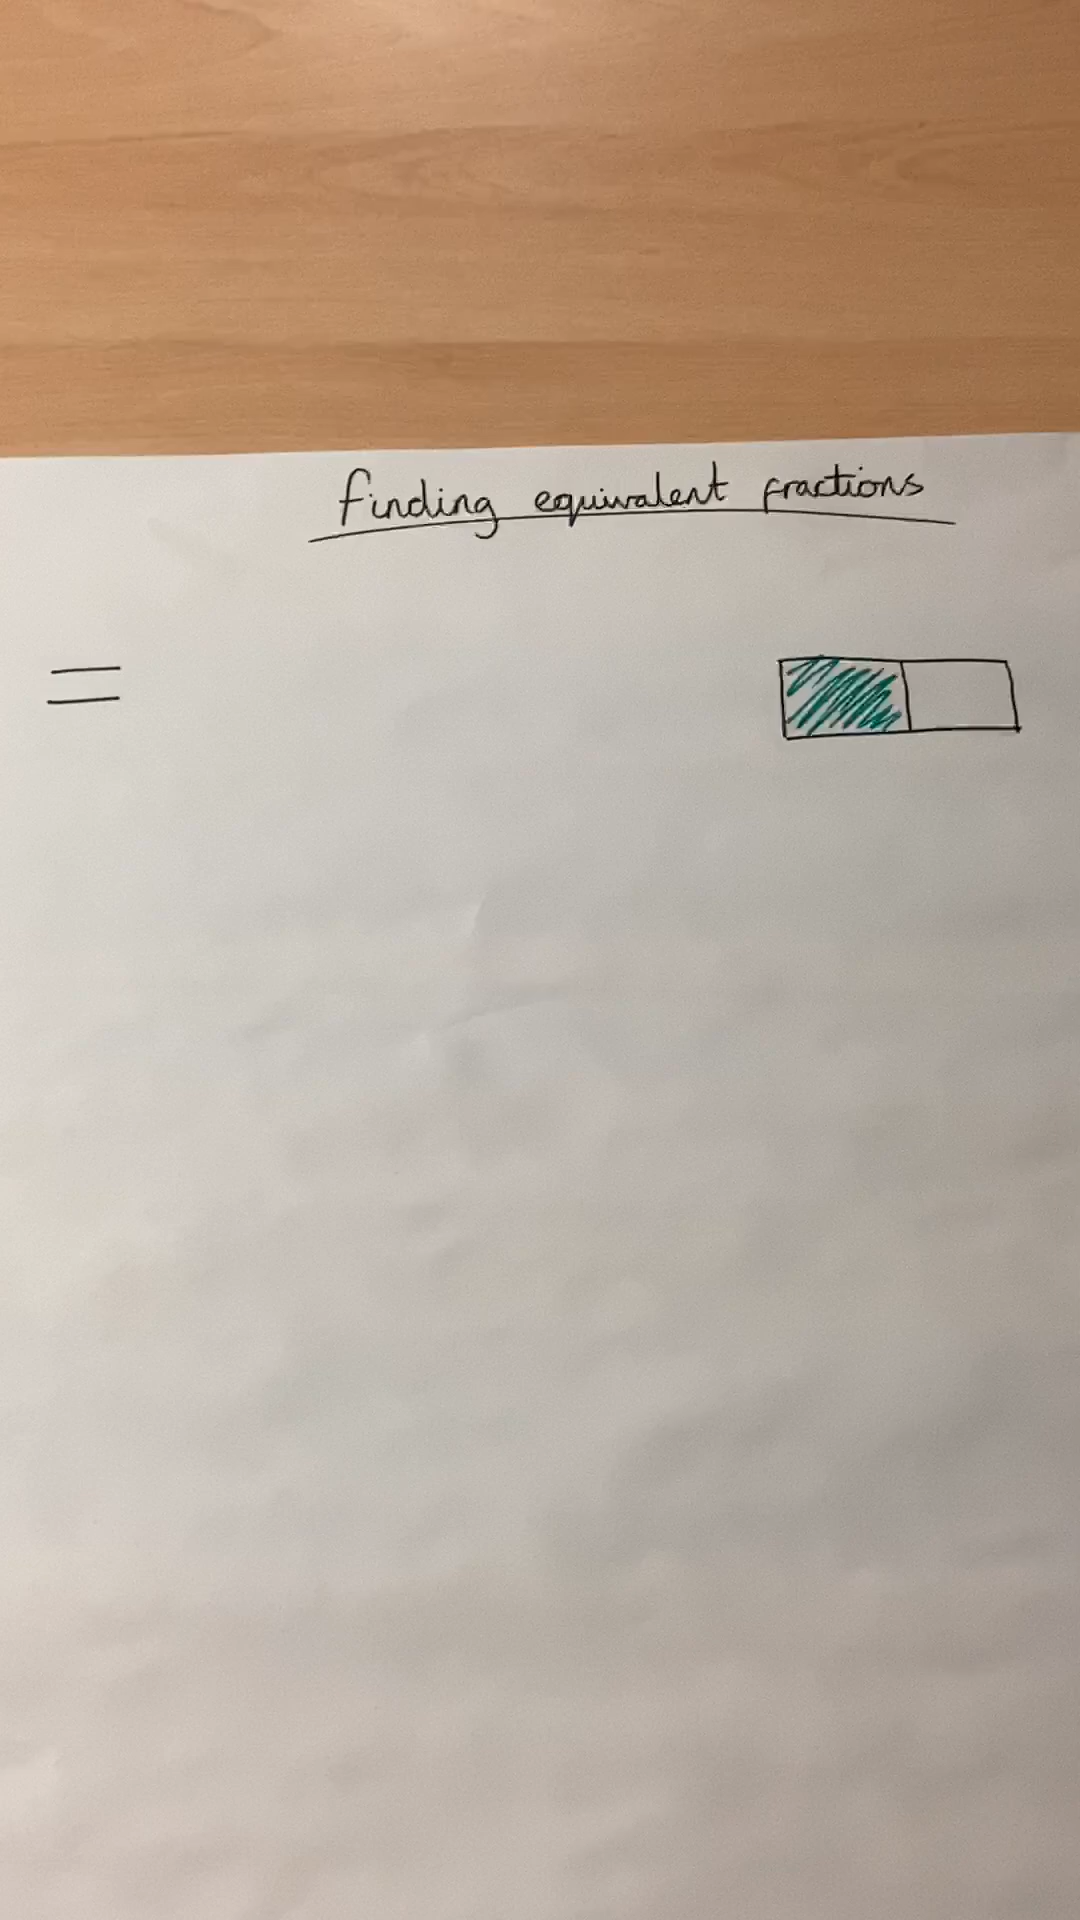 finding equivalent fractions
=